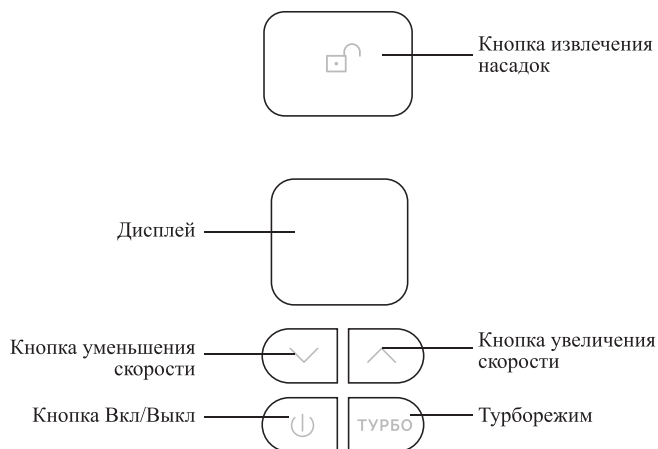 Кнопка извлечения
насадок
Дисплей
Кнопка уменьшения
скорости
Кнопка увеличения
скорости
Кнопка Вкл/Выкл
ТУРБО
Турборежим